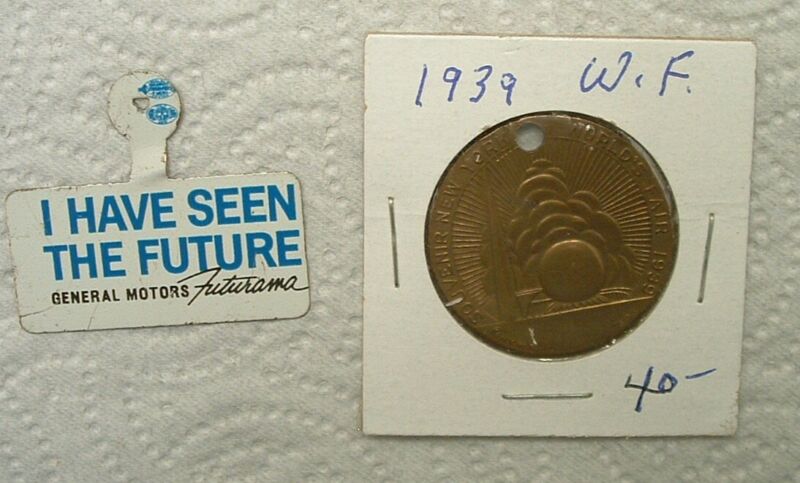 I HAVE SEEN
THE FUTURE
GENERAL MOTORS Futurama
1939 W.F.
SOUVENIR NEW YORK WORLD'S FAIR 1939
40-